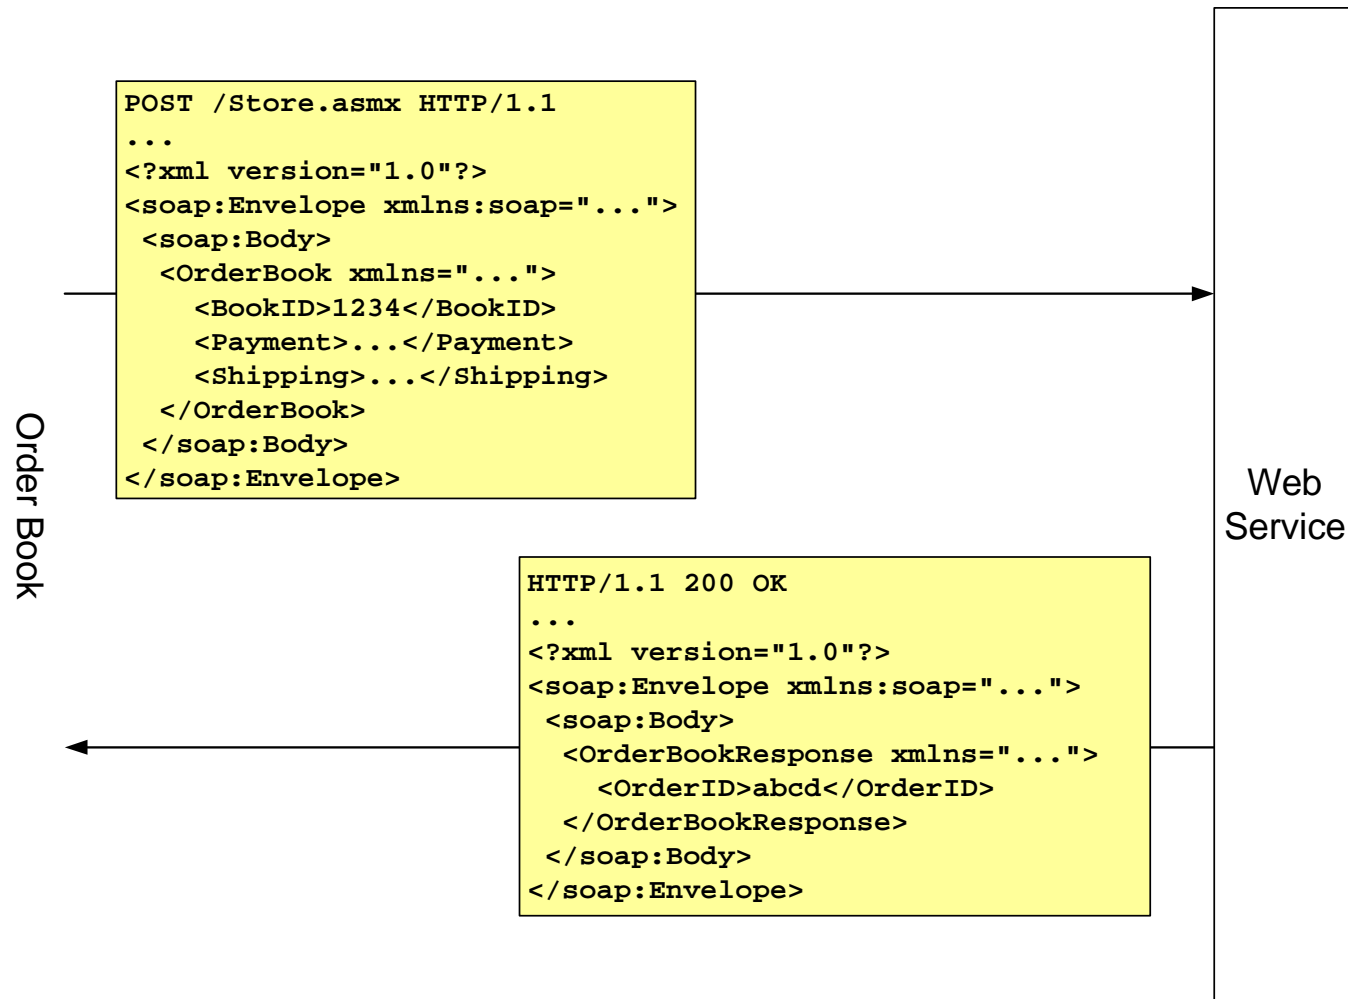 POST /Store.asmx HTTP/1.1
...
<?xml version="1.0"?>
<soap:Envelope xmlns:soap="...">
 <soap:Body>
  <OrderBook xmlns="...">
    <BookID>1234</BookID>
    <Payment>...</Payment>
    <Shipping>...</Shipping>
  </OrderBook>
 </soap:Body>
</soap:Envelope>
Order Book
Web
Service
HTTP/1.1 200 OK
...
<?xml version="1.0"?>
<soap:Envelope xmlns:soap="...">
 <soap:Body>
  <OrderBookResponse xmlns="...">
    <OrderID>abcd</OrderID>
  </OrderBookResponse>
 </soap:Body>
</soap:Envelope>